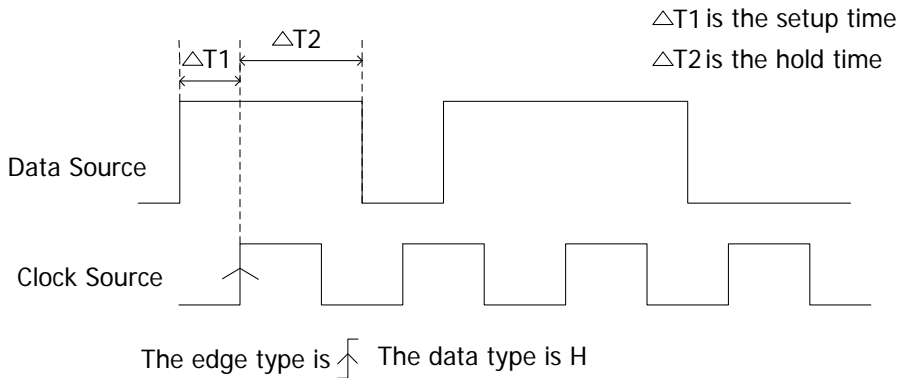 △T1 is the setup time
△T2 is the hold time
△T1
△T2
Data Source
Clock Source
The edge type is The data type is H